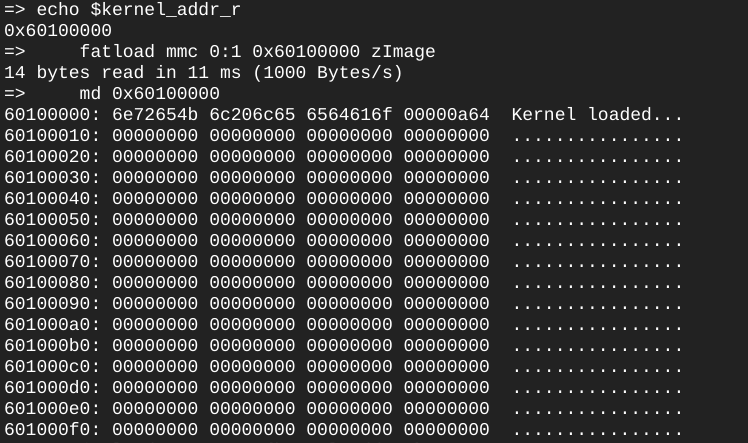 => echo $kernel_addr_r
0x60100000
=>     fatload mmc 0:1 0x60100000 zImage
14 bytes read in 11 ms (1000 Bytes/s)
=>     md 0x60100000
60100000: 6e72654b 6c206c65 6564616f 00000a64  Kernel loaded...
60100010: 00000000 00000000 00000000 00000000  ................
60100020: 00000000 00000000 00000000 00000000  ................
60100030: 00000000 00000000 00000000 00000000  ................
60100040: 00000000 00000000 00000000 00000000  ................
60100050: 00000000 00000000 00000000 00000000  ................
60100060: 00000000 00000000 00000000 00000000  ................
60100070: 00000000 00000000 00000000 00000000  ................
60100080: 00000000 00000000 00000000 00000000  ................
60100090: 00000000 00000000 00000000 00000000  ................
601000a0: 00000000 00000000 00000000 00000000  ................
601000b0: 00000000 00000000 00000000 00000000  ................
601000c0: 00000000 00000000 00000000 00000000  ................
601000d0: 00000000 00000000 00000000 00000000  ................
601000e0: 00000000 00000000 00000000 00000000  ................
601000f0: 00000000 00000000 00000000 00000000  ................